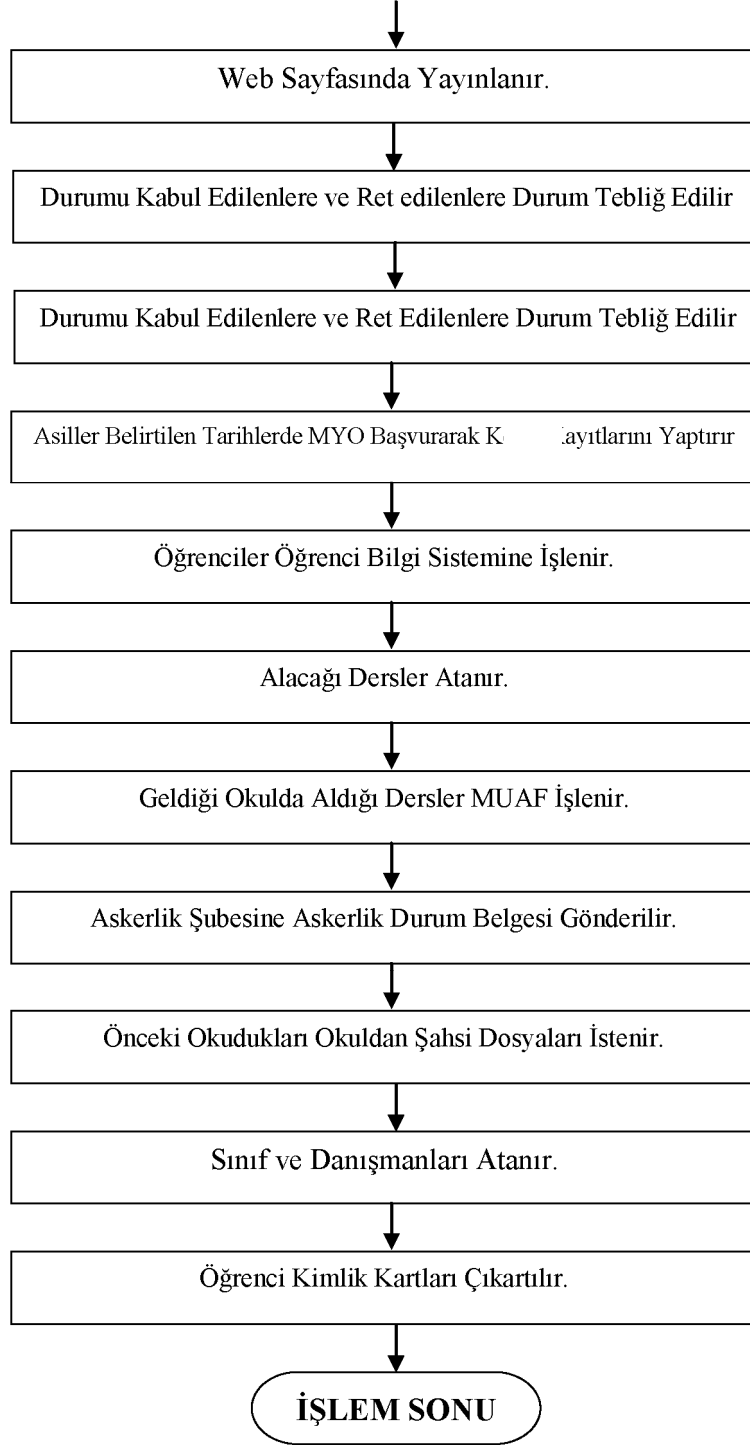 Web Sayfasında Yayınlanır.
Durumu Kabul Edilenlere ve Ret edilenlere Durum Tebliğ Edilir
Durumu Kabul Edilenlere ve Ret Edilenlere Durum Tebliğ Edilir
Asiller Belirtilen Tarihlerde MYO Başvurarak Yaptırır
Öğrenciler Öğrenci Bilgi Sistemine İşlenir.
Alacağı Dersler Atanır.
Geldiği Okulda Aldığı Dersler MUAF İşlenir.
Askerlik Şubesine Askerlik Durum Belgesi Gönderilir.
Önceki Okudukları Okuldan Şahsi Dosyaları İstenir.
Sınıf ve Danışmanları Atanır.
Öğrenci Kimlik Kartları Çıkartılır.
İŞLEM SONU